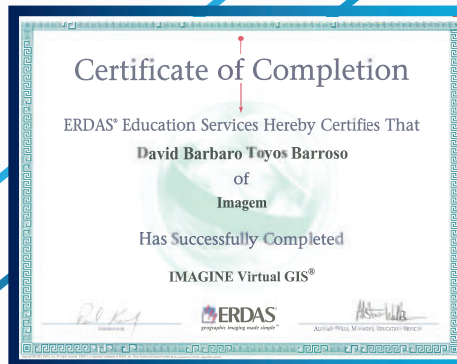 Certificate of Completion
ERDAS® Education Services Hereby Certifies That
David Barbaro Toyos Barroso
of
Imagem
Has Successfully Completed
IMAGINE Virtual GIS®
ERDAS®
geographic imaging made simple™